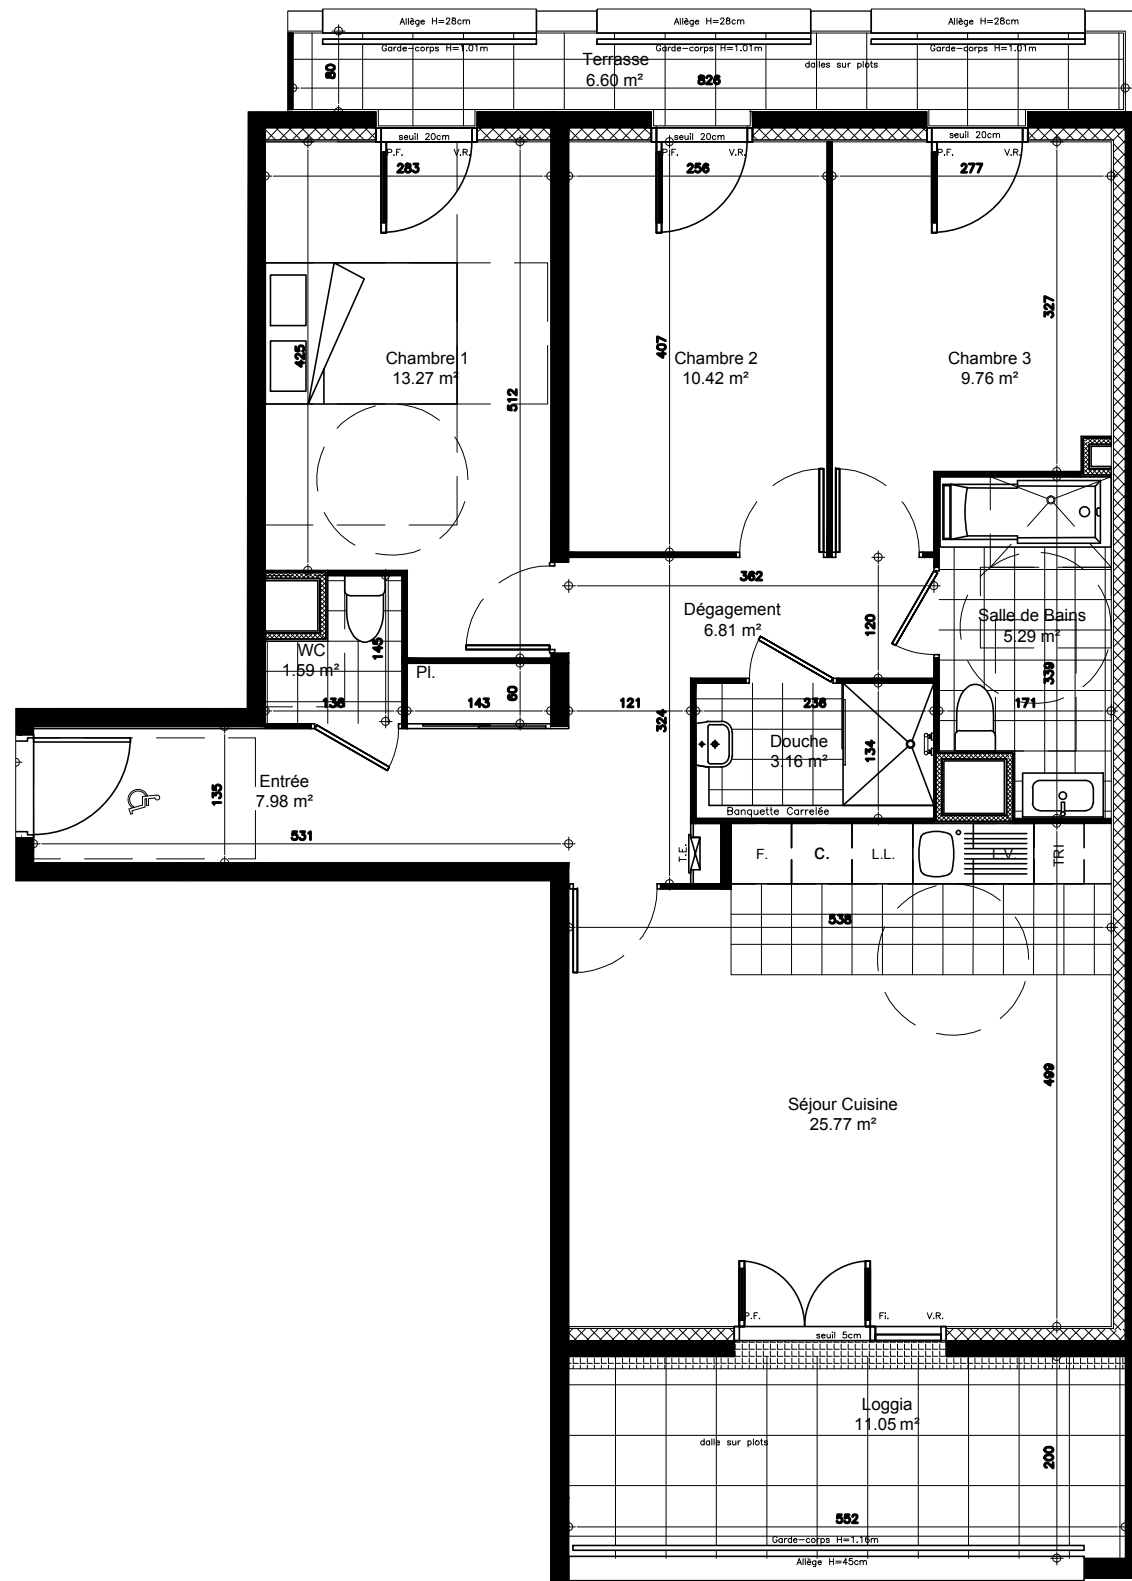 Allège H=28cm
Allège H=28cm
Allège H=28cm
Garde-corps H=1.01m
Garde-corps H=1.01m
Garde-corps H=1.01m
Terrasse
6.60 m²
80
826
dalles sur plots
seuil 20cm
seuil 20cm
seuil 20cm
P.F.
V.R.
P.F.
V.R.
P.F.
V.R.
283
256
277
327
407
425
512
Chambre 1
13.27 m²
Chambre 2
10.42 m²
Chambre 3
9.76 m²
362
Dégagement
6.81 m²
120
Salle de Bains
5.29 m²
339
WC
1.59 m²
145
Pl.
60
136
143
121
324
236
171
Douche
3.16 m²
134
Banquette Carrelée
Entrée
7.98 m²
135
531
T.E.
F.
C.
L.L.
L.V.
TRI
538
499
Séjour Cuisine
25.77 m²
P.F.
Fi.
V.R.
seuil 5cm
Loggia
11.05 m²
dalle sur plots
200
552
Garde-corps H=1.16m
Allège H=45cm